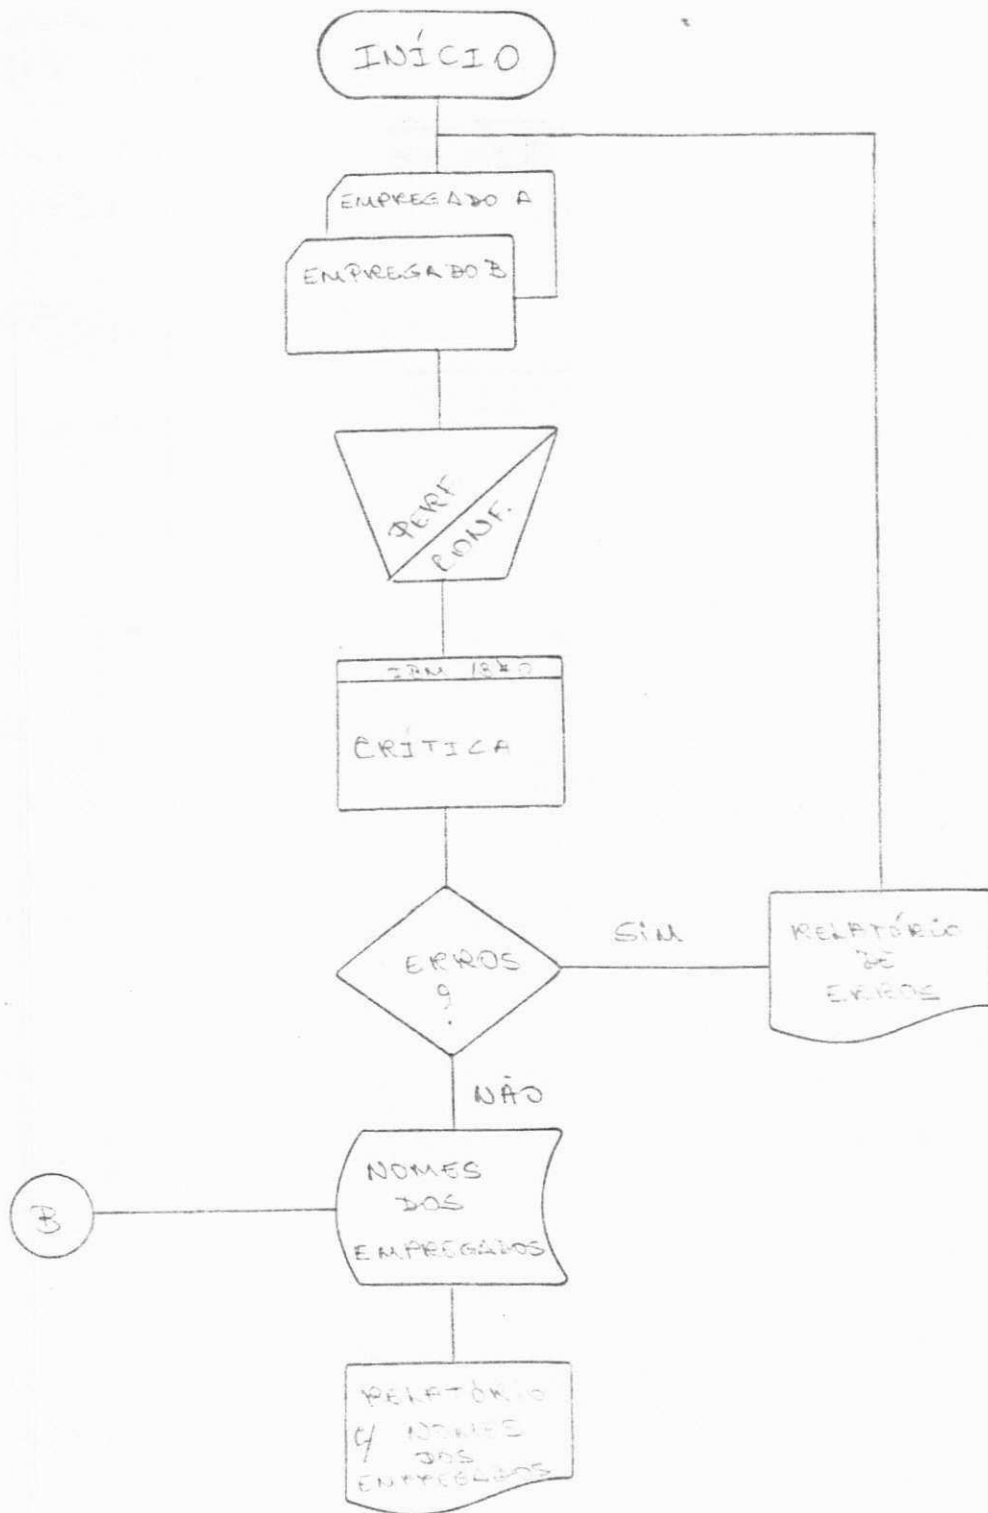 INÍCIO
EMPREGADO A
EMPREGADO B
PERF
CONF.
IBM
CRÍTICA
ERROS
?
SIM
RELATÓRIO
DE
ERROS
NÃO
NOMES
DOS
EMPREGADOS
B
RELATÓRIO
C/ NOMES
DOS
EMPREGADOS